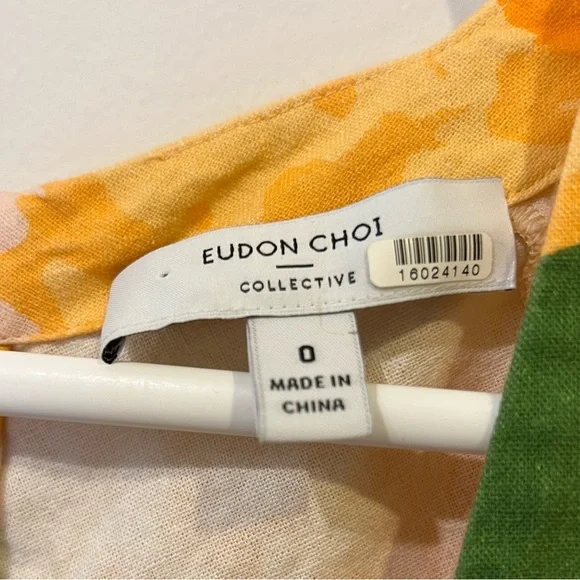 EUDON CHOI
COLLECTIVE
16024140
0
MADE IN
CHINA